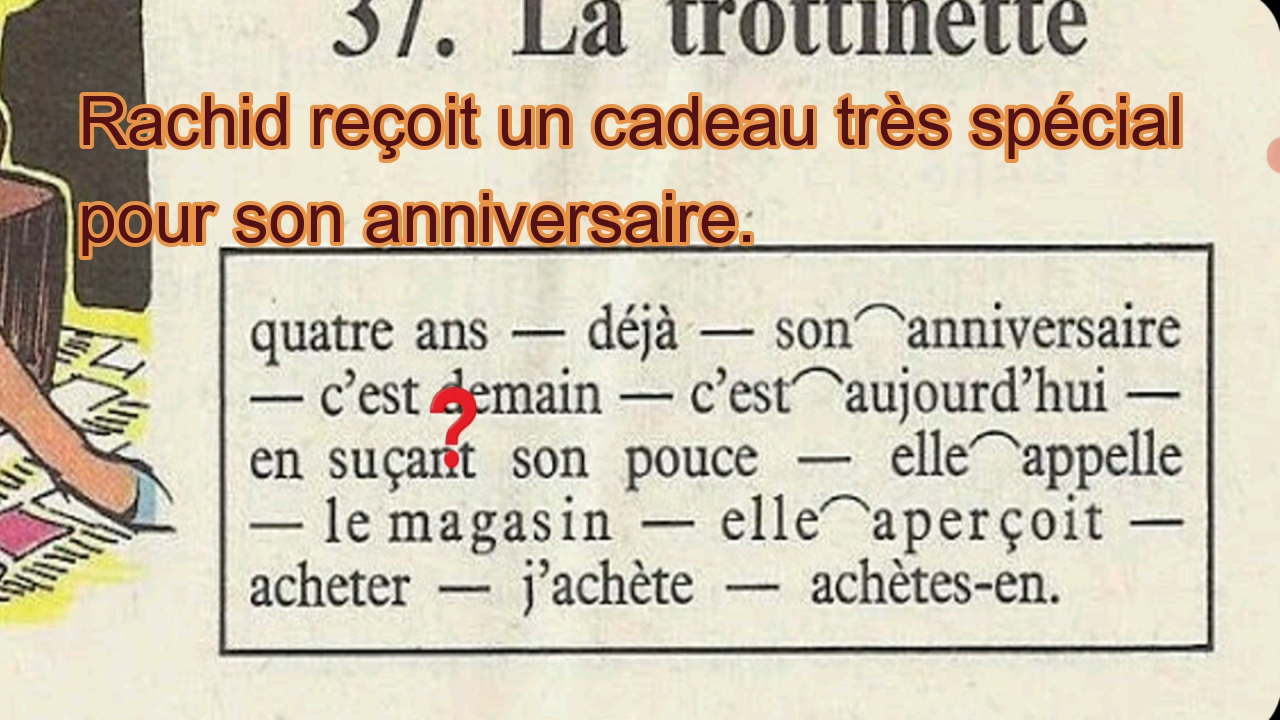 37. La trottinette
Rachid reçoit un cadeau très spécial
pour son anniversaire.
quatre ans — déjà — son⁀anniversaire
— c'est demain — c'est⁀aujourd'hui —
en suçant son pouce — elle⁀appelle
— le magasin — elle⁀aperçoit —
acheter — j'achète — achètes-en.
?